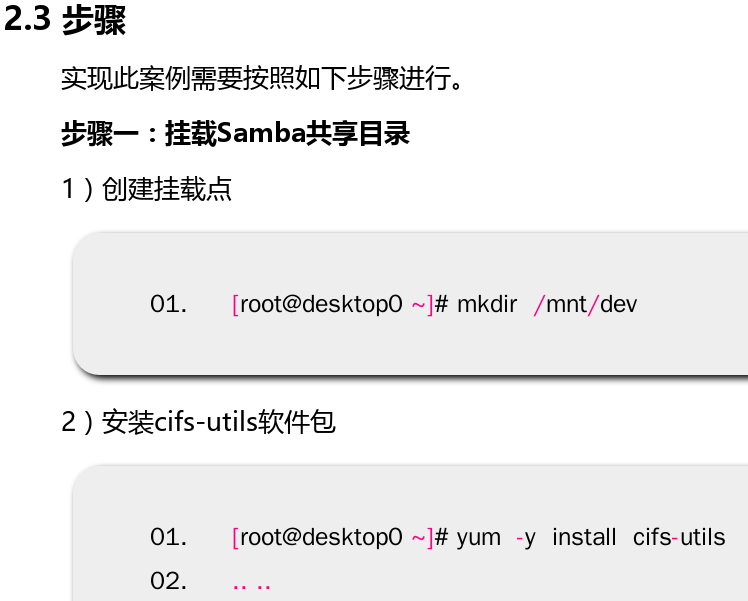 2.3 步骤
实现此案例需要按照如下步骤进行。
步骤一：挂载Samba共享目录
1）创建挂载点
01. [root@desktop0 ~]# mkdir /mnt/dev
2）安装cifs-utils软件包
01. [root@desktop0 ~]# yum -y install cifs-utils
02. .. ..